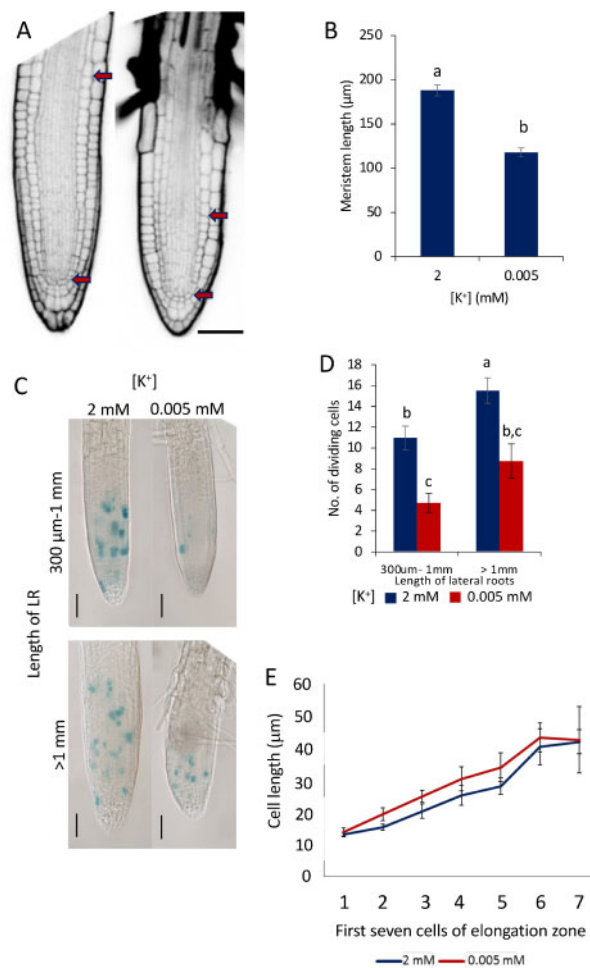 A
B
Meristem length (µm)
250
200
150
100
50
0
a
b
2
0.005
[K⁺] (mM)
C
[K⁺]
2 mM
0.005 mM
Length of LR
300 µm-1 mm
>1 mm
D
No. of dividing cells
18
16
14
12
10
8
6
4
2
0
b
c
a
b,c
300um- 1mm
> 1mm
Length of lateral roots
[K⁺]
2 mM
0.005 mM
E
Cell length (µm)
60
50
40
30
20
10
0
1 2 3 4 5 6 7
First seven cells of elongation zone
2 mM
0.005 mM